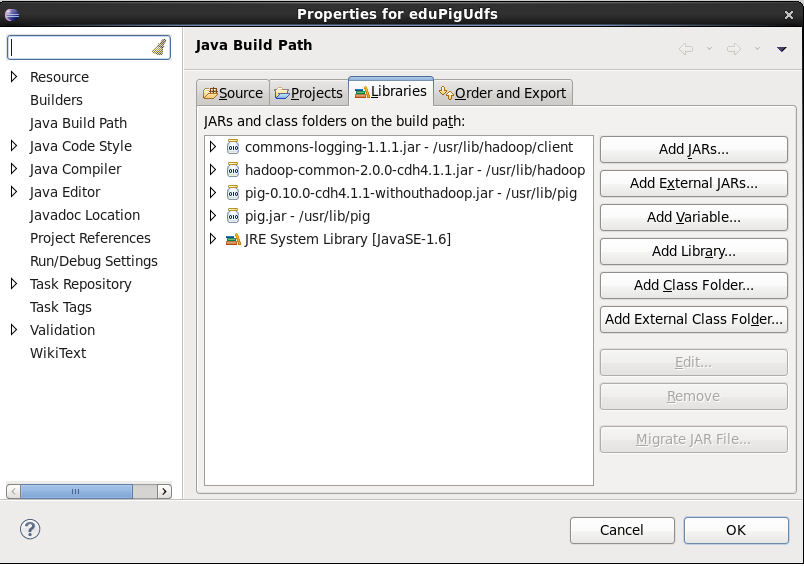 Properties for eduPigUdfs
Java Build Path
Resource
Builders
Java Build Path
Java Code Style
Java Compiler
Java Editor
Javadoc Location
Project References
Run/Debug Settings
Task Repository
Task Tags
Validation
WikiText
Source
Projects
Libraries
Order and Export
JARs and class folders on the build path:
commons-logging-1.1.1.jar - /usr/lib/hadoop/client
hadoop-common-2.0.0-cdh4.1.1.jar - /usr/lib/hadoop
pig-0.10.0-cdh4.1.1-withouthadoop.jar - /usr/lib/pig
pig.jar - /usr/lib/pig
JRE System Library [JavaSE-1.6]
Add JARs...
Add External JARs...
Add Variable...
Add Library...
Add Class Folder...
Add External Class Folder...
Edit...
Remove
Migrate JAR File...
Cancel
OK